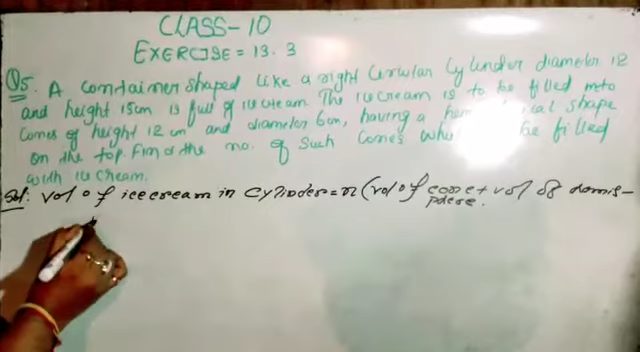 CLASS-10
EXERCISE = 13.3
Q5. A container shaped like a right circular cylinder diameter 12
and height 15cm is full of ice cream The ice cream is to be filled into
Cones of height 12 cm and diameter 6cm, having a shape
on the top. Find the no. of Such Cones filled
with ice cream.
Sol: vol of icecream in cylinder = n (vol of cone + vol of